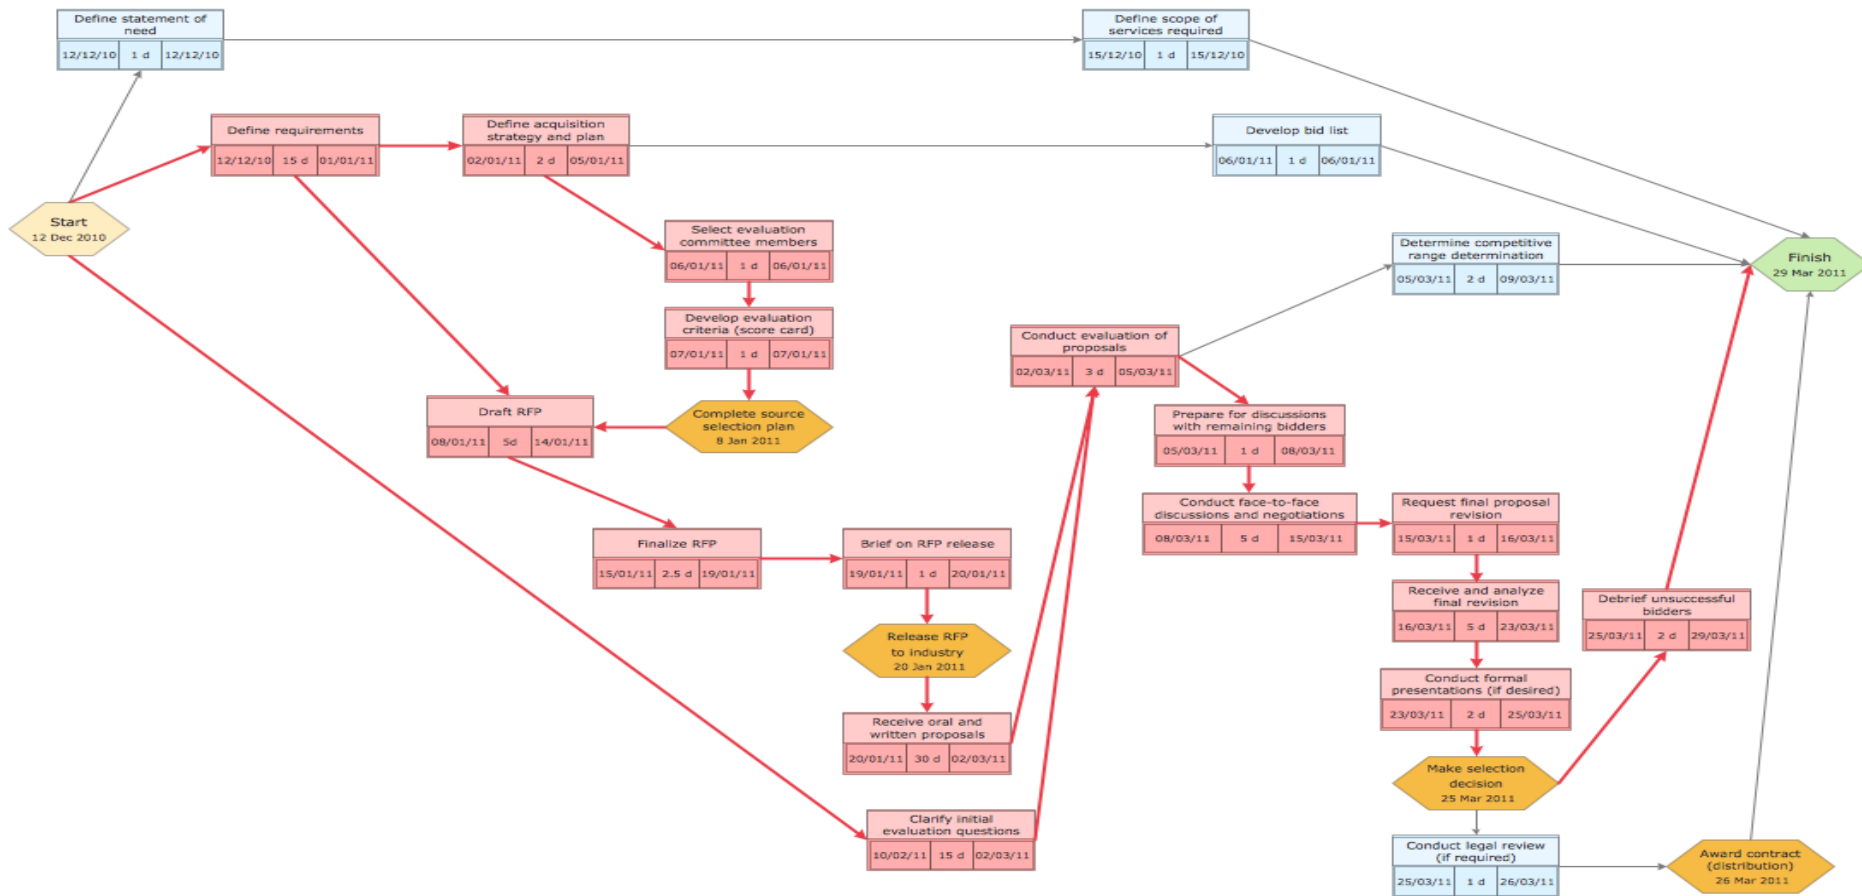 Define statement of
need
12/12/10 1 d 12/12/10
Define scope of
services required
15/12/10 1 d 15/12/10
Define requirements
12/12/10 15 d 01/01/11
Define acquisition
strategy and plan
02/01/11 2 d 05/01/11
Develop bid list
06/01/11 1 d 06/01/11
Start
12 Dec 2010
Select evaluation
committee members
06/01/11 1 d 06/01/11
Determine competitive
range determination
05/03/11 2 d 09/03/11
Finish
29 Mar 2011
Develop evaluation
criteria (score card)
07/01/11 1 d 07/01/11
Conduct evaluation of
proposals
02/03/11 3 d 05/03/11
Draft RFP
08/01/11 5d 14/01/11
Complete source
selection plan
8 Jan 2011
Prepare for discussions
with remaining bidders
05/03/11 1 d 08/03/11
Conduct face-to-face
discussions and negotiations
08/03/11 5 d 15/03/11
Request final proposal
revision
15/03/11 1 d 16/03/11
Finalize RFP
15/01/11 2.5 d 19/01/11
Brief on RFP release
19/01/11 1 d 20/01/11
Receive and analyze
final revision
16/03/11 5 d 23/03/11
Debrief unsuccessful
bidders
25/03/11 2 d 29/03/11
Release RFP
to industry
20 Jan 2011
Conduct formal
presentations (if desired)
23/03/11 2 d 25/03/11
Receive oral and
written proposals
20/01/11 30 d 02/03/11
Make selection
decision
25 Mar 2011
Clarify initial
evaluation questions
10/02/11 15 d 02/03/11
Conduct legal review
(if required)
25/03/11 1 d 26/03/11
Award contract
(distribution)
26 Mar 2011